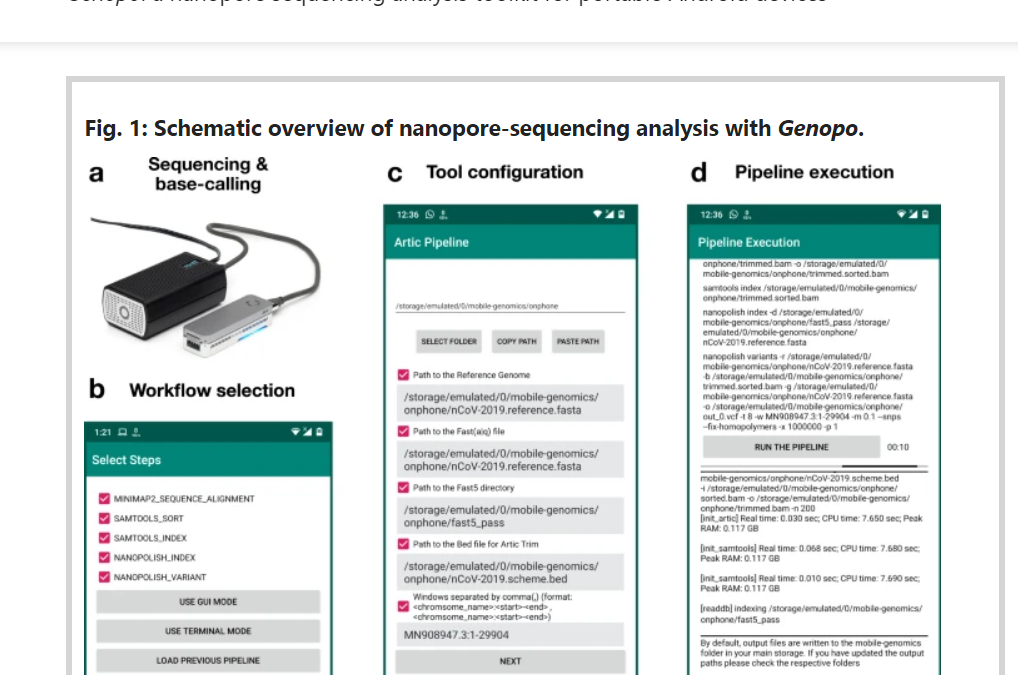 Genopo: a nanopore sequencing analysis toolkit for portable Android devices
Fig. 1: Schematic overview of nanopore-sequencing analysis with Genopo.
a
Sequencing &
base-calling
b
Workflow selection
1:21
Select Steps
MINIMAP2_SEQUENCE_ALIGNMENT
SAMTOOLS_SORT
SAMTOOLS_INDEX
NANOPOLISH_INDEX
NANOPOLISH_VARIANT
USE GUI MODE
USE TERMINAL MODE
LOAD PREVIOUS PIPELINE
c
Tool configuration
12:36
Artic Pipeline
/storage/emulated/0/mobile-genomics/onphone
SELECT FOLDER
COPY PATH
PASTE PATH
Path to the Reference Genome
/storage/emulated/0/mobile-genomics/
onphone/nCoV-2019.reference.fasta
Path to the Fast(a|q) file
/storage/emulated/0/mobile-genomics/
onphone/nCoV-2019.reference.fasta
Path to the Fast5 directory
/storage/emulated/0/mobile-genomics/
onphone/fast5_pass
Path to the Bed file for Artic Trim
/storage/emulated/0/mobile-genomics/
onphone/nCoV-2019.scheme.bed
Windows separated by comma(,) (format:
<chromsome_name>:<start>-<end>,
<chromsome_name>:<start>-<end>)
MN908947.3:1-29904
NEXT
d
Pipeline execution
12:36
Pipeline Execution
onphone/trimmed.bam -o /storage/emulated/0/
mobile-genomics/onphone/trimmed.sorted.bam
samtools index /storage/emulated/0/mobile-genomics/
onphone/trimmed.sorted.bam
nanopolish index -d /storage/emulated/0/
mobile-genomics/onphone/fast5_pass /storage/
emulated/0/mobile-genomics/onphone/
nCoV-2019.reference.fasta
nanopolish variants -r /storage/emulated/0/
mobile-genomics/onphone/nCoV-2019.reference.fasta
-b /storage/emulated/0/mobile-genomics/onphone/
trimmed.sorted.bam -g /storage/emulated/0/
mobile-genomics/onphone/nCoV-2019.reference.fasta
-o /storage/emulated/0/mobile-genomics/onphone/
out_0.vcf -t 8 -w MN908947.3:1-29904 -m 0.1 --snps
--fix-homopolymers -x 1000000 -p 1
RUN THE PIPELINE
00:10
mobile-genomics/onphone/nCoV-2019.scheme.bed
-i /storage/emulated/0/mobile-genomics/onphone/
sorted.bam -o /storage/emulated/0/mobile-genomics/
onphone/trimmed.bam -n 200
[init_artic] Real time: 0.030 sec; CPU time: 7.650 sec; Peak
RAM: 0.117 GB
[init_samtools] Real time: 0.068 sec; CPU time: 7.680 sec;
Peak RAM: 0.117 GB
[init_samtools] Real time: 0.010 sec; CPU time: 7.690 sec;
Peak RAM: 0.117 GB
[readdb] indexing /storage/emulated/0/mobile-genomics/
onphone/fast5_pass
By default, output files are written to the mobile-genomics
folder in your main storage. If you have updated the output
paths please check the respective folders